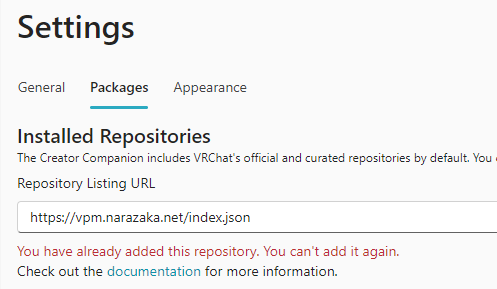 Settings
General Packages Appearance
Installed Repositories
The Creator Companion includes VRChat's official and curated repositories by default. You
Repository Listing URL
https://vpm.narazaka.net/index.json
You have already added this repository. You can't add it again.
Check out the documentation for more information.